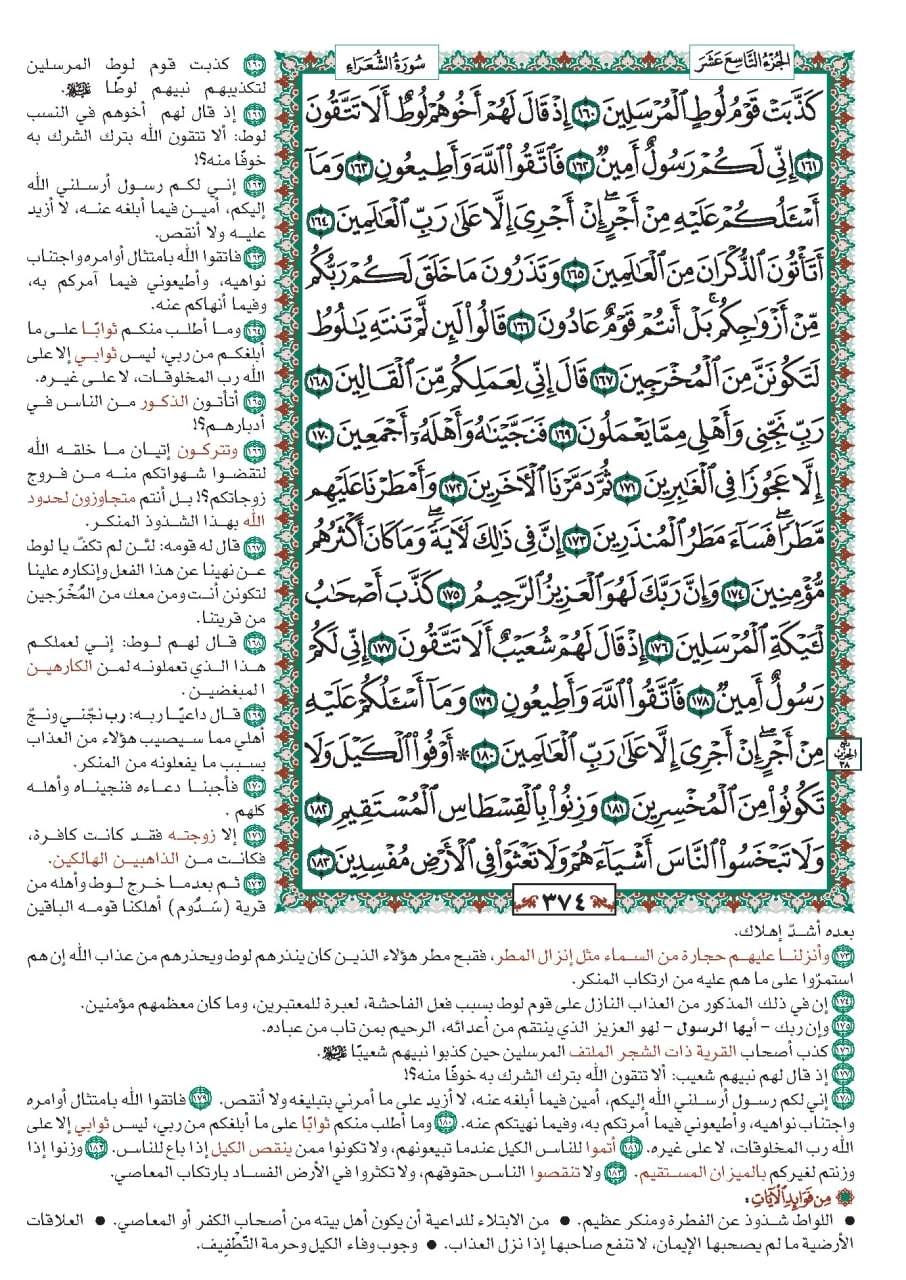 الجزء التاسع عشر
سورة الشعراء
كَذَّبَتْ قَوْمُ لُوطٍ ٱلْمُرْسَلِينَ ١٦٠ إِذْ قَالَ لَهُمْ أَخُوهُمْ لُوطٌ أَلَا تَتَّقُونَ
١٦١ إِنِّي لَكُمْ رَسُولٌ أَمِينٌ ١٦٢ فَٱتَّقُوا۟ ٱللَّهَ وَأَطِيعُونِ ١٦٣ وَمَآ
أَسْـَٔلُكُمْ عَلَيْهِ مِنْ أَجْرٍ ۖ إِنْ أَجْرِىَ إِلَّا عَلَىٰ رَبِّ ٱلْعَـٰلَمِينَ ١٦٤
أَتَأْتُونَ ٱلذُّكْرَانَ مِنَ ٱلْعَـٰلَمِينَ ١٦٥ وَتَذَرُونَ مَا خَلَقَ لَكُمْ رَبُّكُم
مِّنْ أَزْوَٰجِكُم ۚ بَلْ أَنتُمْ قَوْمٌ عَادُونَ ١٦٦ قَالُوا۟ لَئِن لَّمْ تَنتَهِ يَـٰلُوطُ
لَتَكُونَنَّ مِنَ ٱلْمُخْرَجِينَ ١٦٧ قَالَ إِنِّي لِعَمَلِكُم مِّنَ ٱلْقَالِينَ ١٦٨
رَبِّ نَجِّنِي وَأَهْلِي مِمَّا يَعْمَلُونَ ١٦٩ فَنَجَّيْنَـٰهُ وَأَهْلَهُۥٓ أَجْمَعِينَ ١٧٠
إِلَّا عَجُوزًا فِي ٱلْغَـٰبِرِينَ ١٧١ ثُمَّ دَمَّرْنَا ٱلْـَٔاخَرِينَ ١٧٢ وَأَمْطَرْنَا عَلَيْهِم
مَّطَرًا ۖ فَسَآءَ مَطَرُ ٱلْمُنذَرِينَ ١٧٣ إِنَّ فِي ذَٰلِكَ لَـَٔايَةً ۖ وَمَا كَانَ أَكْثَرُهُم
مُّؤْمِنِينَ ١٧٤ وَإِنَّ رَبَّكَ لَهُوَ ٱلْعَزِيزُ ٱلرَّحِيمُ ١٧٥ كَذَّبَ أَصْحَـٰبُ
لْـَٔيْكَةِ ٱلْمُرْسَلِينَ ١٧٦ إِذْ قَالَ لَهُمْ شُعَيْبٌ أَلَا تَتَّقُونَ ١٧٧ إِنِّي لَكُمْ
رَسُولٌ أَمِينٌ ١٧٨ فَٱتَّقُوا۟ ٱللَّهَ وَأَطِيعُونِ ١٧٩ وَمَآ أَسْـَٔلُكُمْ عَلَيْهِ
مِنْ أَجْرٍ ۖ إِنْ أَجْرِىَ إِلَّا عَلَىٰ رَبِّ ٱلْعَـٰلَمِينَ ١٨٠ ۞ أَوْفُوا۟ ٱلْكَيْلَ وَلَا
تَكُونُوا۟ مِنَ ٱلْمُخْسِرِينَ ١٨١ وَزِنُوا۟ بِٱلْقِسْطَاسِ ٱلْمُسْتَقِيمِ ١٨٢
وَلَا تَبْخَسُوا۟ ٱلنَّاسَ أَشْيَآءَهُمْ وَلَا تَعْثَوْا۟ فِي ٱلْأَرْضِ مُفْسِدِينَ ١٨٣
الحزب
٣٨
٣٧٤
١٦٠ كذبت قوم لوط المرسلين
لتكذيبهم نبيهم لوطًا ﷺ.
١٦١ إذ قال لهم أخوهم في النسب
لوط: ألا تتقون الله بترك الشرك به
خوفًا منه؟!
١٦٢ إني لكم رسول أرسلني الله
إليكم، أمين فيما أبلغه عنه، لا أزيد
عليه ولا أنقص.
١٦٣ فاتقوا الله بامتثال أوامره واجتناب
نواهيه، وأطيعوني فيما آمركم به،
وفيما أنهاكم عنه.
١٦٤ وما أطلب منكم ثوابًا على ما
أبلغكم من ربي، ليس ثوابي إلا على
الله رب المخلوقات، لا على غيره.
١٦٥ أتأتون الذكور من الناس في
أدبارهم؟!
١٦٦ وتتركون إتيان ما خلقه الله
لتقضوا شهواتكم منه من فروج
زوجاتكم؟! بل أنتم متجاوزون لحدود
الله بهذا الشذوذ المنكر.
١٦٧ قال له قومه: لئن لم تكفّ يا لوط
عن نهينا عن هذا الفعل وإنكاره علينا
لتكونن أنت ومن معك من المُخْرَجين
من قريتنا.
١٦٨ قال لهم لوط: إني لعملكم
هذا الذي تعملونه لمن الكارهين
المبغضين.
١٦٩ قال داعيًا ربه: رب نجّني ونجّ
أهلي مما سيصيب هؤلاء من العذاب
بسبب ما يفعلونه من المنكر.
١٧٠ فأجبنا دعاءه فنجيناه وأهله
كلهم.
١٧١ إلا زوجته فقد كانت كافرة،
فكانت من الذاهبين الهالكين.
١٧٢ ثم بعدما خرج لوط وأهله من
قرية (سَدُوم) أهلكنا قومه الباقين
بعده أشدّ إهلاك.
١٧٣ وأنزلنا عليهم حجارة من السماء مثل إنزال المطر، فقبح مطر هؤلاء الذين كان ينذرهم لوط ويحذرهم من عذاب الله إن هم
استمرّوا على ما هم عليه من ارتكاب المنكر.
١٧٤ إن في ذلك المذكور من العذاب النازل على قوم لوط بسبب فعل الفاحشة، لعبرة للمعتبرين، وما كان معظمهم مؤمنين.
١٧٥ وإن ربك – أيها الرسول – لهو العزيز الذي ينتقم من أعدائه، الرحيم بمن تاب من عباده.
١٧٦ كذب أصحاب القرية ذات الشجر الملتف المرسلين حين كذبوا نبيهم شعيبًا ﷺ.
١٧٧ إذ قال لهم نبيهم شعيب: ألا تتقون الله بترك الشرك به خوفًا منه؟!
١٧٨ إني لكم رسول أرسلني الله إليكم، أمين فيما أبلغه عنه، لا أزيد على ما أمرني بتبليغه ولا أنقص. ١٧٩ فاتقوا الله بامتثال أوامره
واجتناب نواهيه، وأطيعوني فيما أمرتكم به، وفيما نهيتكم عنه. ١٨٠ وما أطلب منكم ثوابًا على ما أبلغكم من ربي، ليس ثوابي إلا على
الله رب المخلوقات، لا على غيره. ١٨١ أتموا للناس الكيل عندما تبيعونهم، ولا تكونوا ممن ينقص الكيل إذا باع للناس. ١٨٢ وزنوا إذا
وزنتم لغيركم بالميزان المستقيم. ١٨٣ ولا تنقصوا الناس حقوقهم، ولا تكثروا في الأرض الفساد بارتكاب المعاصي.
من فوائد الآيات:
• اللواط شذوذ عن الفطرة ومنكر عظيم. • من الابتلاء للداعية أن يكون أهل بيته من أصحاب الكفر أو المعاصي. • العلاقات
الأرضية ما لم يصحبها الإيمان، لا تنفع صاحبها إذا نزل العذاب. • وجوب وفاء الكيل وحرمة التَّطْفِيف.